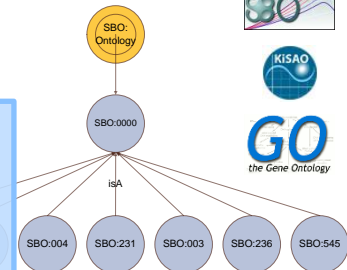 SBO:
Ontology
KiSAO
SBO:0000
GO
the Gene Ontology
isA
SBO:004
SBO:231
SBO:003
SBO:236
SBO:545